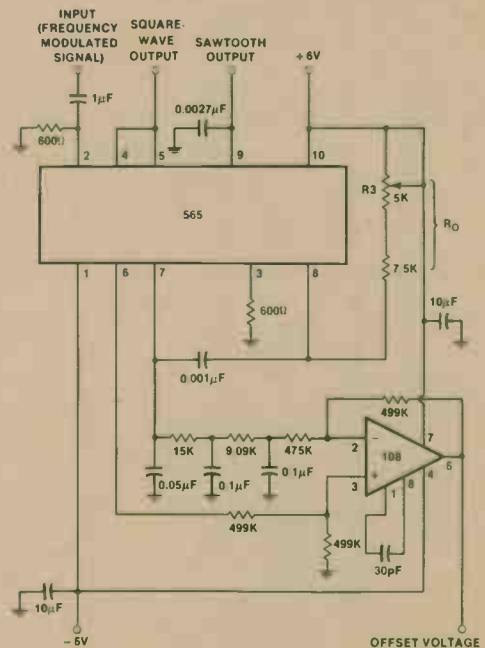 INPUT
(FREQUENCY
MODULATED
SIGNAL)
SQUARE-
WAVE
OUTPUT
SAWTOOTH
OUTPUT
+6V
1µF
0.0027µF
600Ω
2
4
5
9
10
R3
5K
RO
565
7.5K
1
6
7
3
8
600Ω
10µF
0.001µF
499K
15K
9.09K
475K
2
-
7
108
6
+
3
1
8
4
0.05µF
0.1µF
0.1µF
499K
499K
30pF
10µF
-6V
OFFSET VOLTAGE